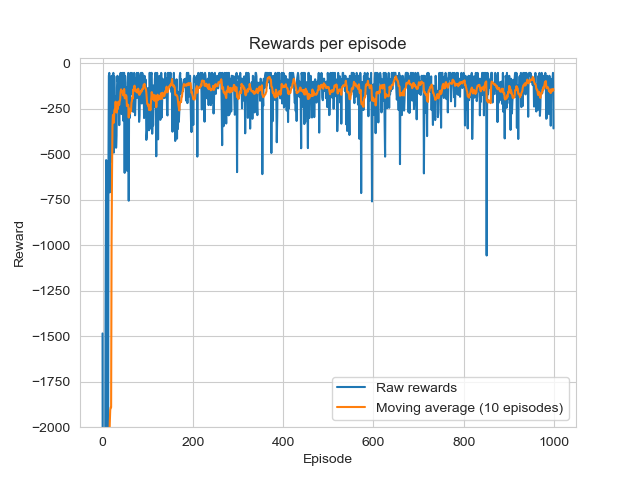 Rewards per episode
0
−250
−500
−750
−1000
−1250
−1500
−1750
−2000
Reward
Raw rewards
Moving average (10 episodes)
0 200 400 600 800 1000
Episode